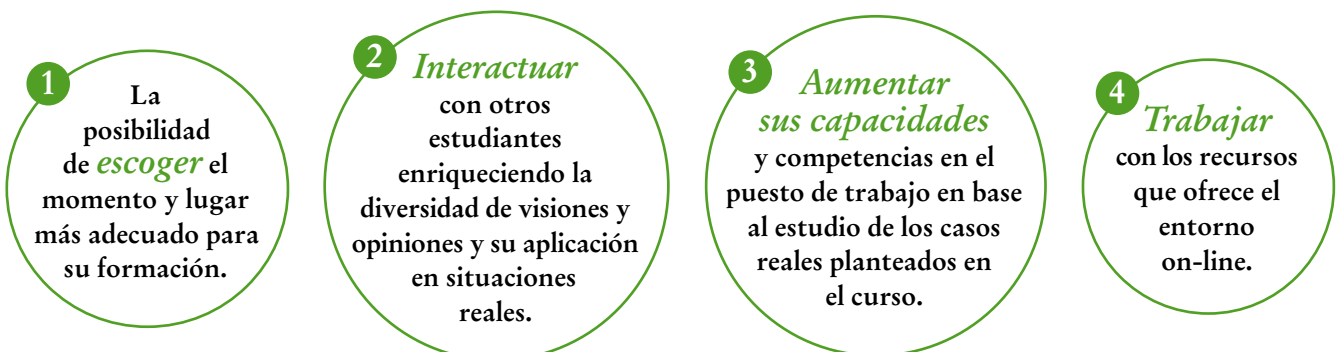 1
La
posibilidad
de escoger el
momento y lugar
más adecuado para
su formación.
2
Interactuar
con otros
estudiantes
enriqueciendo la
diversidad de visiones y
opiniones y su aplicación
en situaciones
reales.
3
Aumentar
sus capacidades
y competencias en el
puesto de trabajo en base
al estudio de los casos
reales planteados en
el curso.
4
Trabajar
con los recursos
que ofrece el
entorno
on-line.